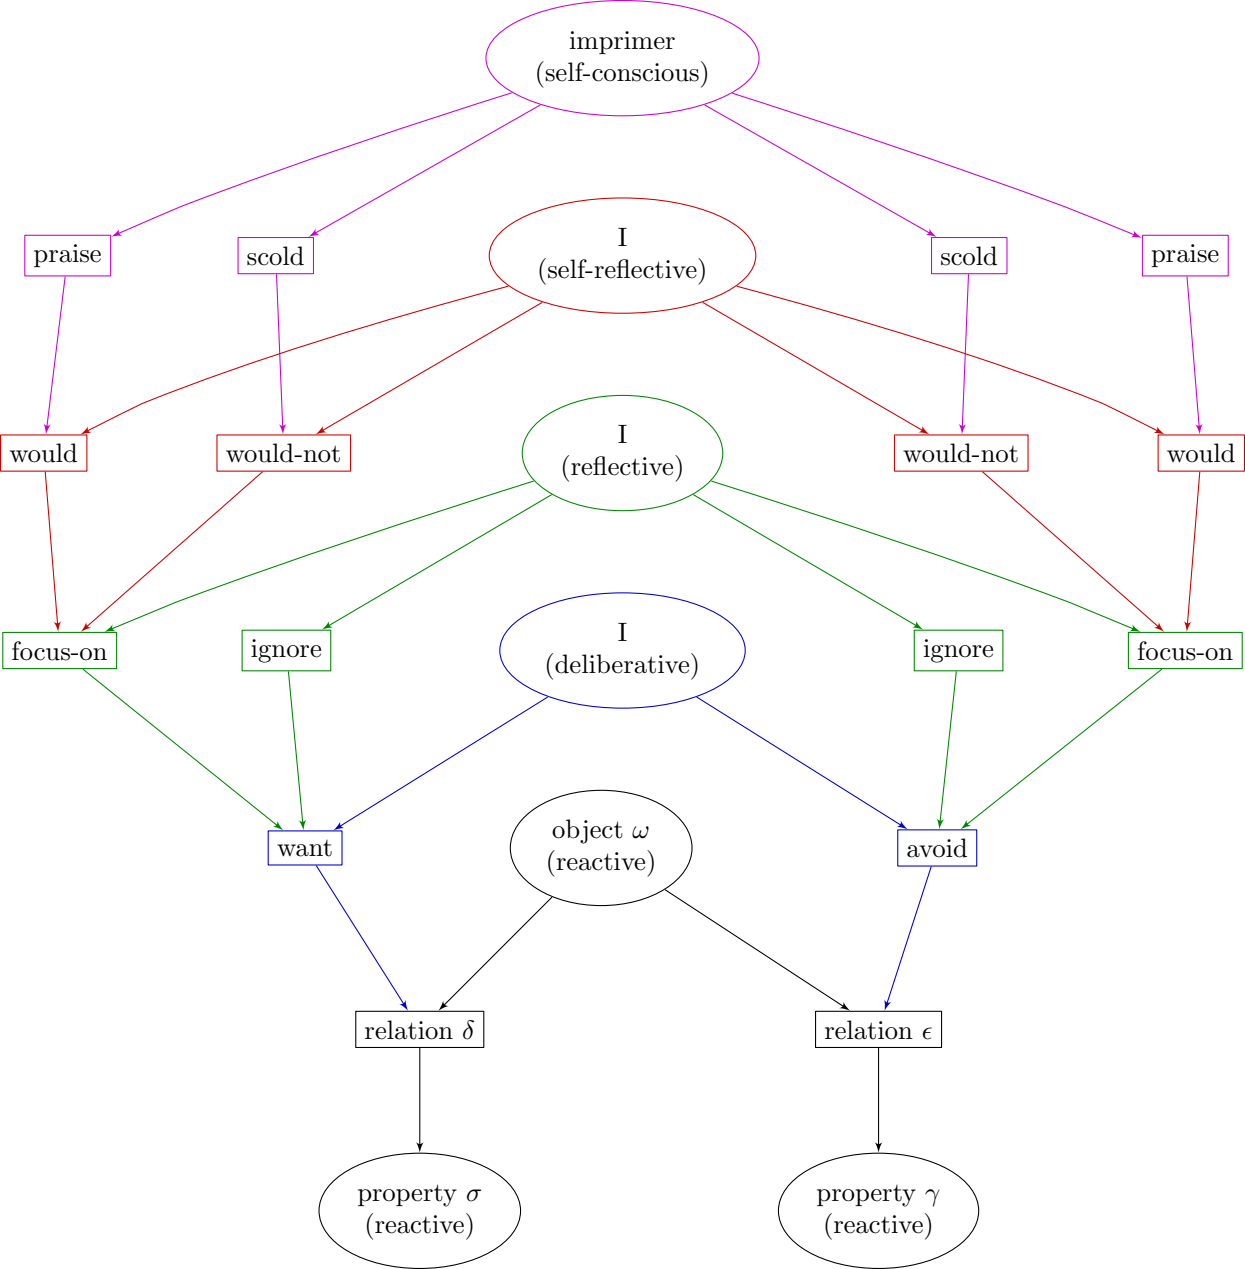 imprimer
(self-conscious)
praise
scold
I
(self-reflective)
scold
praise
would
would-not
I
(reflective)
would-not
would
focus-on
ignore
I
(deliberative)
ignore
focus-on
want
object ω
(reactive)
avoid
relation δ
relation ϵ
property σ
(reactive)
property γ
(reactive)